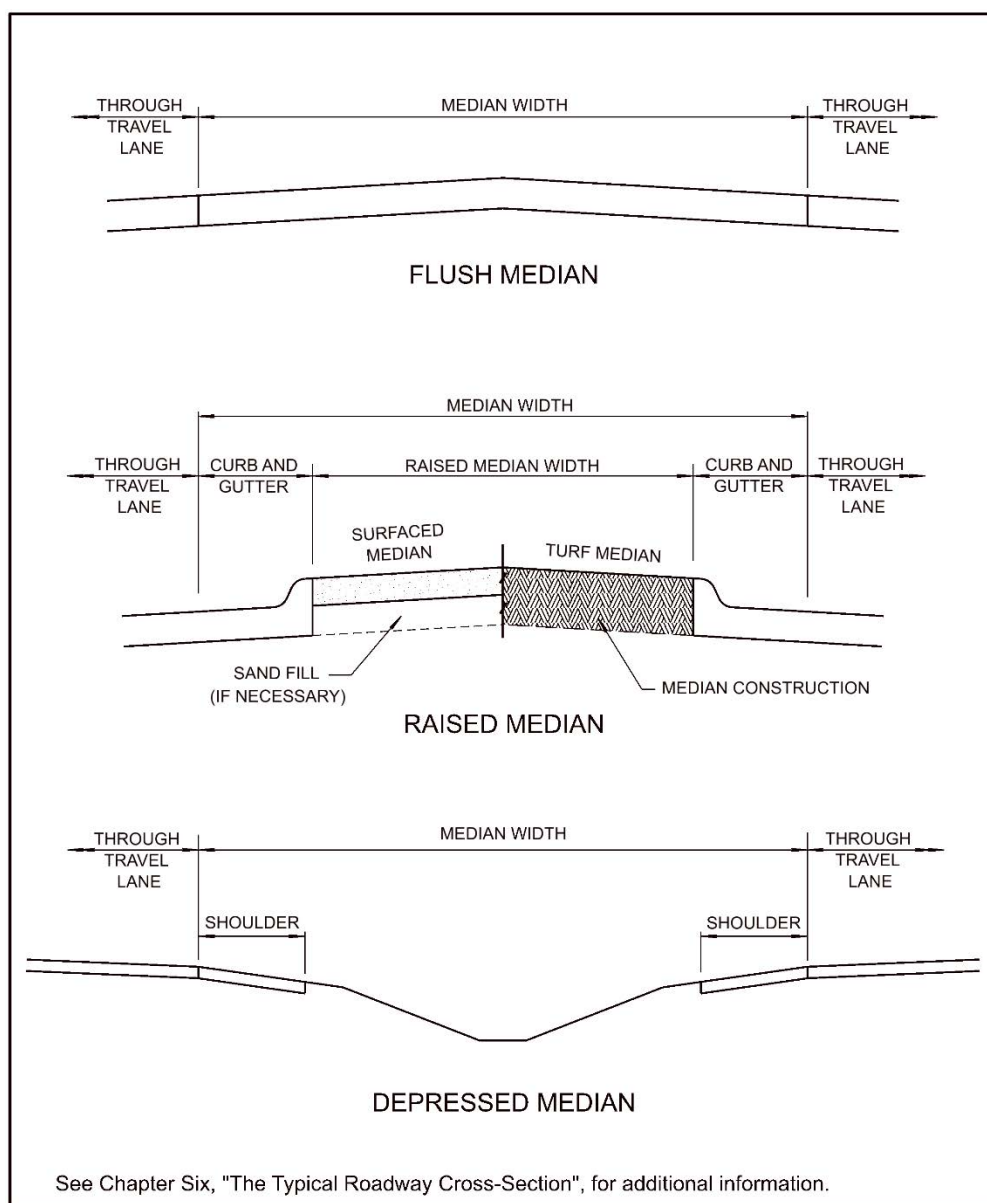 THROUGH
TRAVEL
LANE
MEDIAN WIDTH
THROUGH
TRAVEL
LANE
FLUSH MEDIAN
MEDIAN WIDTH
THROUGH
TRAVEL
LANE
CURB AND
GUTTER
RAISED MEDIAN WIDTH
CURB AND
GUTTER
THROUGH
TRAVEL
LANE
SURFACED
MEDIAN
TURF MEDIAN
SAND FILL
(IF NECESSARY)
MEDIAN CONSTRUCTION
RAISED MEDIAN
THROUGH
TRAVEL
LANE
MEDIAN WIDTH
THROUGH
TRAVEL
LANE
SHOULDER
SHOULDER
DEPRESSED MEDIAN
See Chapter Six, "The Typical Roadway Cross-Section", for additional information.